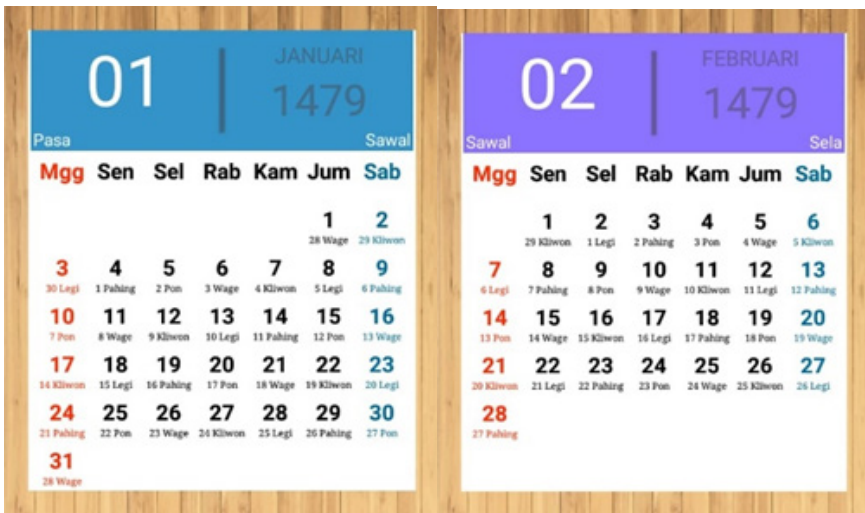 01
JANUARI
1479
Pasa
Sawal
Mgg Sen Sel Rab Kam Jum Sab
1 2
28 Wage 29 Kliwon
3 4 5 6 7 8 9
30 Legi 1 Pahing 2 Pon 3 Wage 4 Kliwon 5 Legi 6 Pahing
10 11 12 13 14 15 16
7 Pon 8 Wage 9 Kliwon 10 Legi 11 Pahing 12 Pon 13 Wage
17 18 19 20 21 22 23
14 Kliwon 15 Legi 16 Pahing 17 Pon 18 Wage 19 Kliwon 20 Legi
24 25 26 27 28 29 30
21 Pahing 22 Pon 23 Wage 24 Kliwon 25 Legi 26 Pahing 27 Pon
31
28 Wage
02
FEBRUARI
1479
Sawal
Sela
Mgg Sen Sel Rab Kam Jum Sab
1 2 3 4 5 6
29 Kliwon 1 Legi 2 Pahing 3 Pon 4 Wage 5 Kliwon
7 8 9 10 11 12 13
6 Legi 7 Pahing 8 Pon 9 Wage 10 Kliwon 11 Legi 12 Pahing
14 15 16 17 18 19 20
13 Pon 14 Wage 15 Kliwon 16 Legi 17 Pahing 18 Pon 19 Wage
21 22 23 24 25 26 27
20 Kliwon 21 Legi 22 Pahing 23 Pon 24 Wage 25 Kliwon 26 Legi
28
27 Pahing